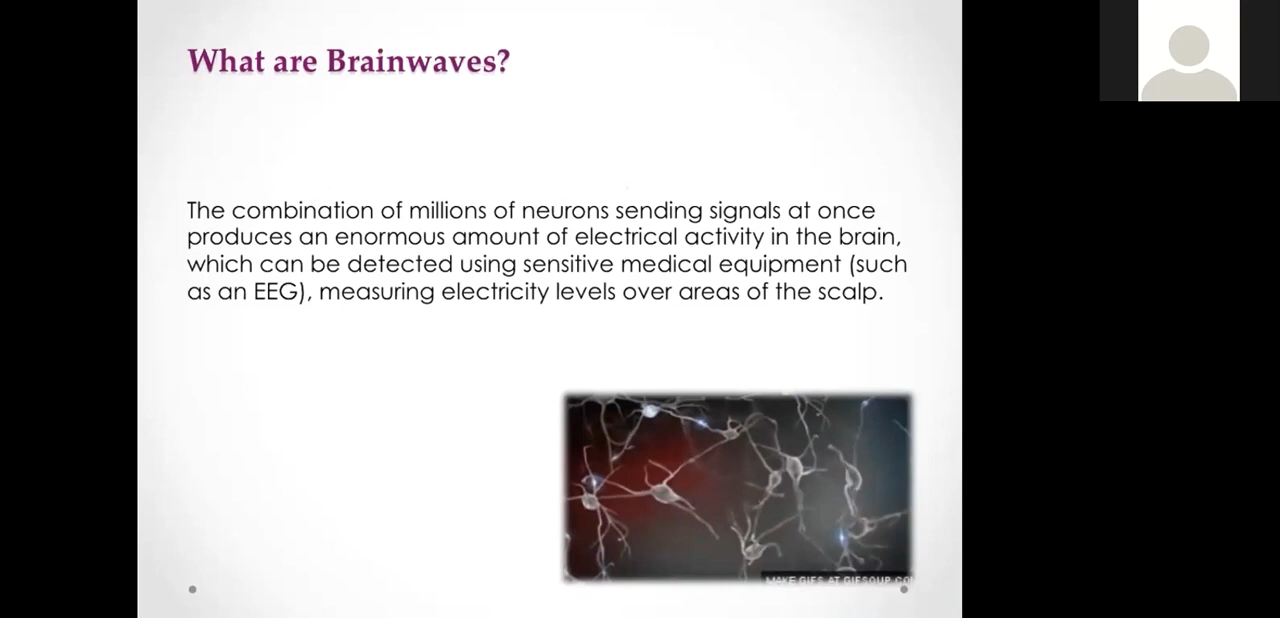 What are Brainwaves?
The combination of millions of neurons sending signals at once
produces an enormous amount of electrical activity in the brain,
which can be detected using sensitive medical equipment (such
as an EEG), measuring electricity levels over areas of the scalp.
MAKE GIFS AT GIFSOUP.CO